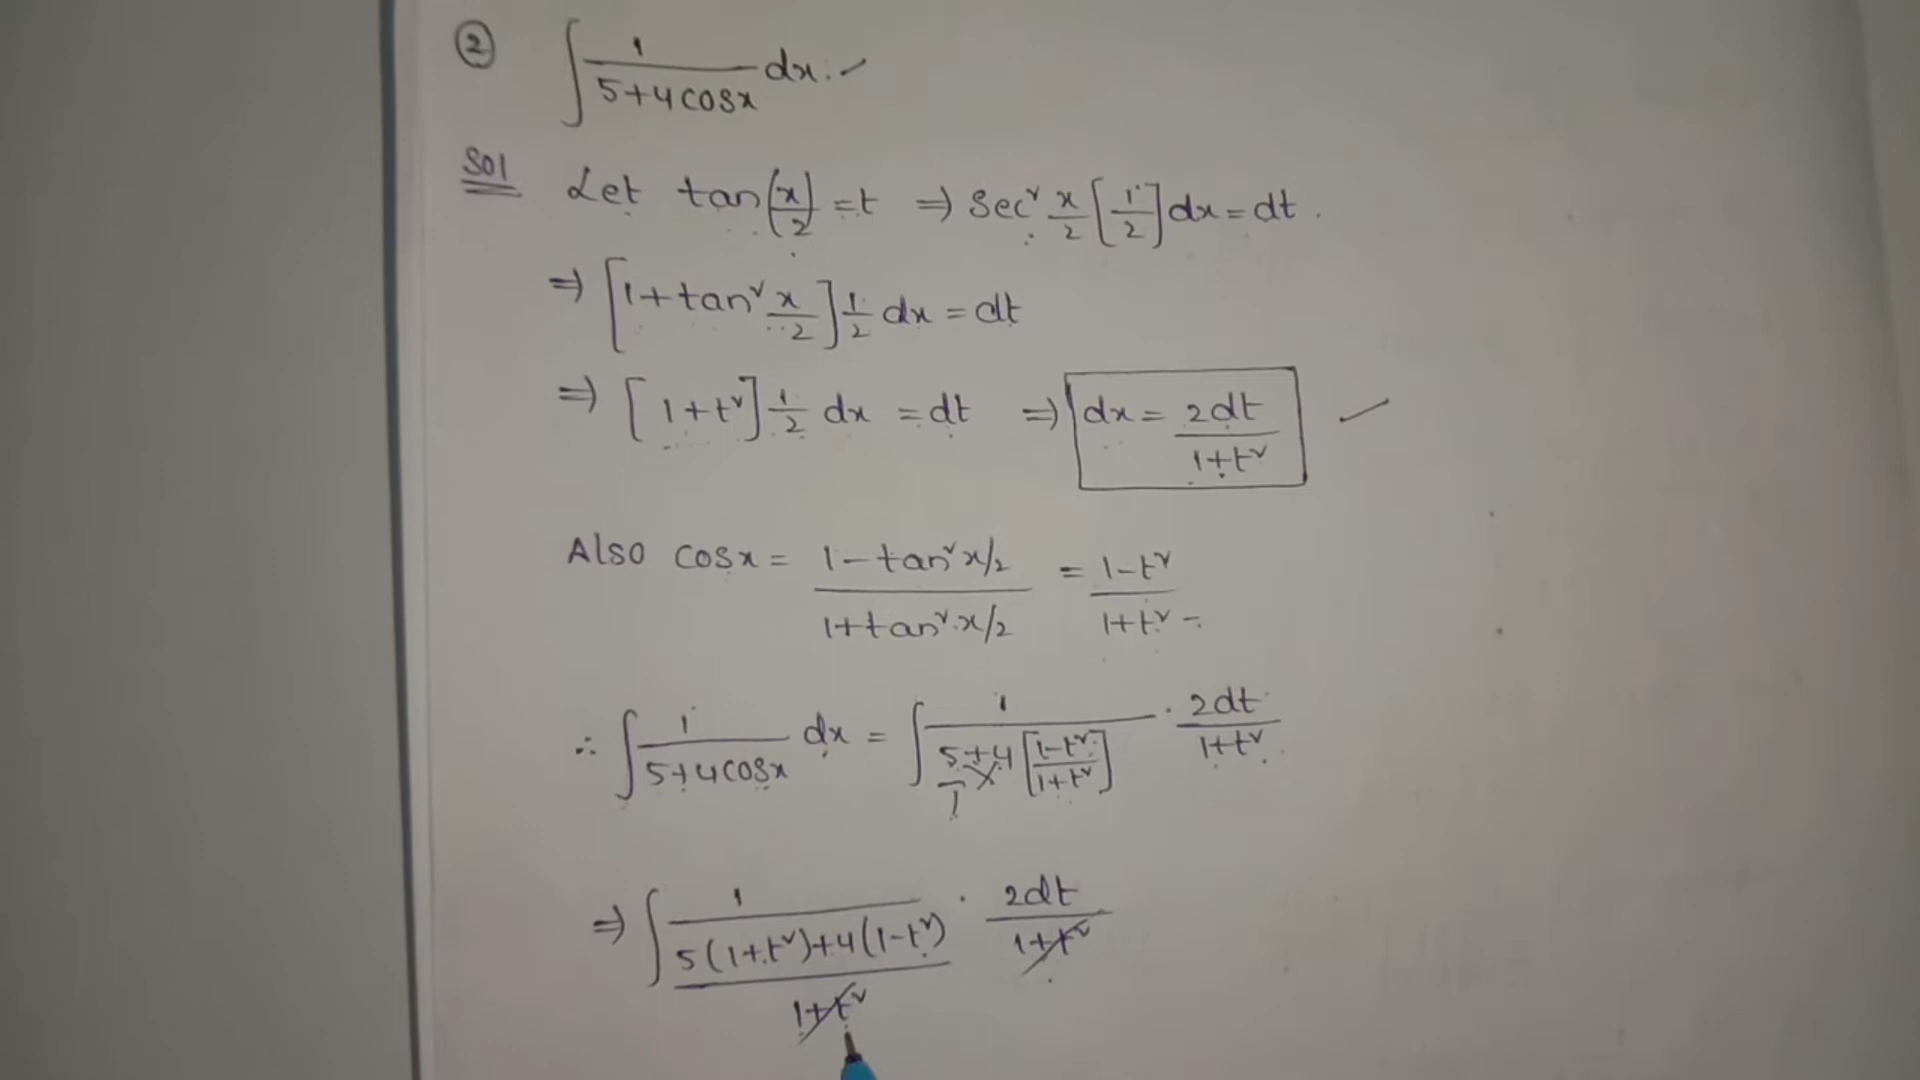 ② ∫ 1/(5+4cosx) dx.
Sol Let tan(x/2) = t ⇒ Sec² x/2 [1/2] dx = dt.
⇒ [1+tan² x/2] 1/2 dx = dt
⇒ [1+t²] 1/2 dx = dt ⇒ dx = 2dt/(1+t²)
Also cosx = (1-tan² x/2)/(1+tan² x/2) = (1-t²)/(1+t²)
∴ ∫ 1/(5+4cosx) dx = ∫ 1/(5+4[(1-t²)/(1+t²)]) · 2dt/(1+t²)
⇒ ∫ 1/((5(1+t²)+4(1-t²))/(1+t²)) · 2dt/(1+t²)